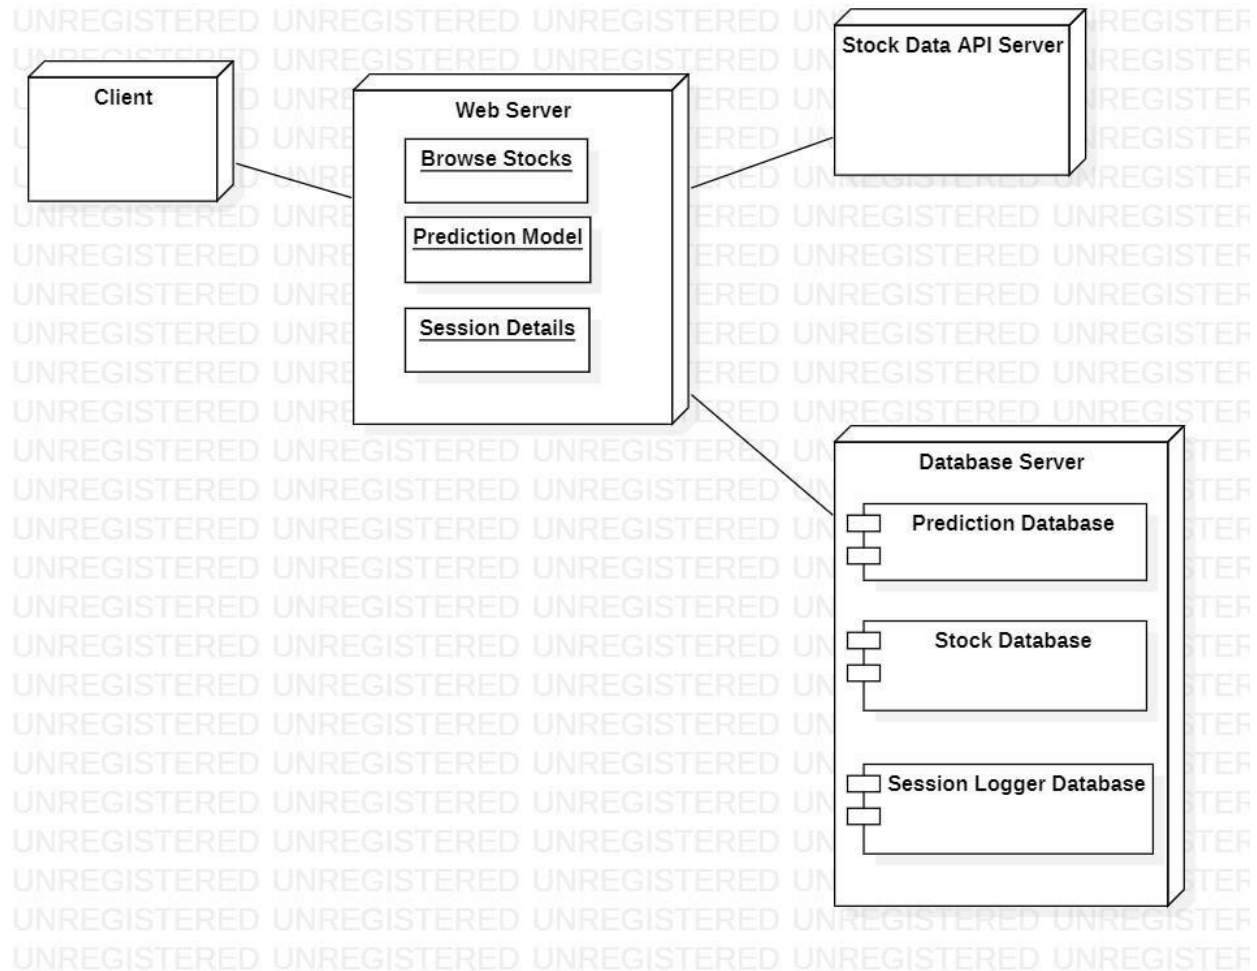 Stock Data API Server
Client
Web Server
Browse Stocks
Prediction Model
Session Details
Database Server
Prediction Database
Stock Database
Session Logger Database
UNREGISTERED